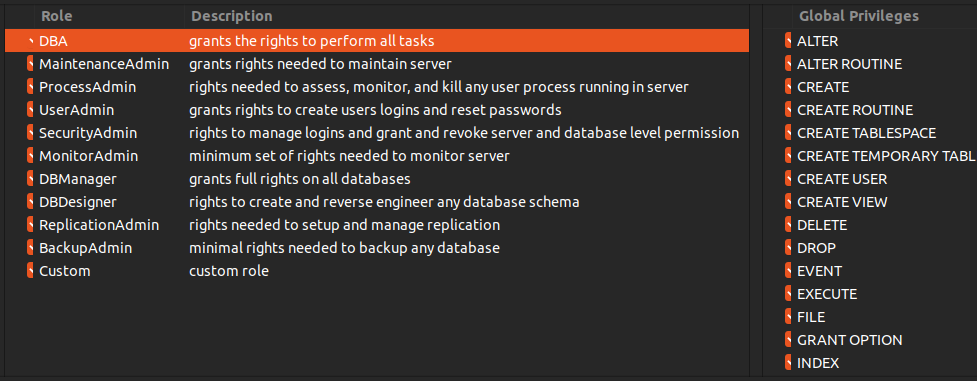 Role Description Global Privileges
DBA grants the rights to perform all tasks ALTER
MaintenanceAdmin grants rights needed to maintain server ALTER ROUTINE
ProcessAdmin rights needed to assess, monitor, and kill any user process running in server CREATE
UserAdmin grants rights to create users logins and reset passwords CREATE ROUTINE
SecurityAdmin rights to manage logins and grant and revoke server and database level permission CREATE TABLESPACE
MonitorAdmin minimum set of rights needed to monitor server CREATE TEMPORARY TABL
DBManager grants full rights on all databases CREATE USER
DBDesigner rights to create and reverse engineer any database schema CREATE VIEW
ReplicationAdmin rights needed to setup and manage replication DELETE
BackupAdmin minimal rights needed to backup any database DROP
Custom custom role EVENT
EXECUTE
FILE
GRANT OPTION
INDEX